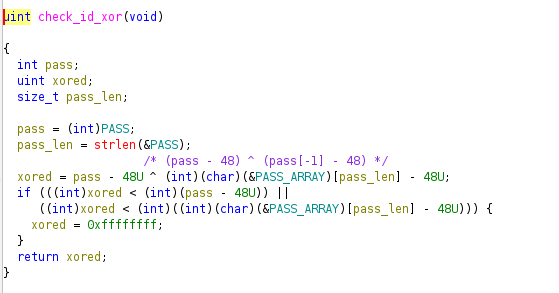 uint check_id_xor(void)
{
int pass;
uint xored;
size_t pass_len;
pass = (int)PASS;
pass_len = strlen(&PASS);
/* (pass - 48) ^ (pass[-1] - 48) */
xored = pass - 48U ^ (int)(char)(&PASS_ARRAY)[pass_len] - 48U;
if (((int)xored < (int)(pass - 48U)) ||
((int)xored < (int)((int)(char)(&PASS_ARRAY)[pass_len] - 48U))) {
xored = 0xffffffff;
}
return xored;
}